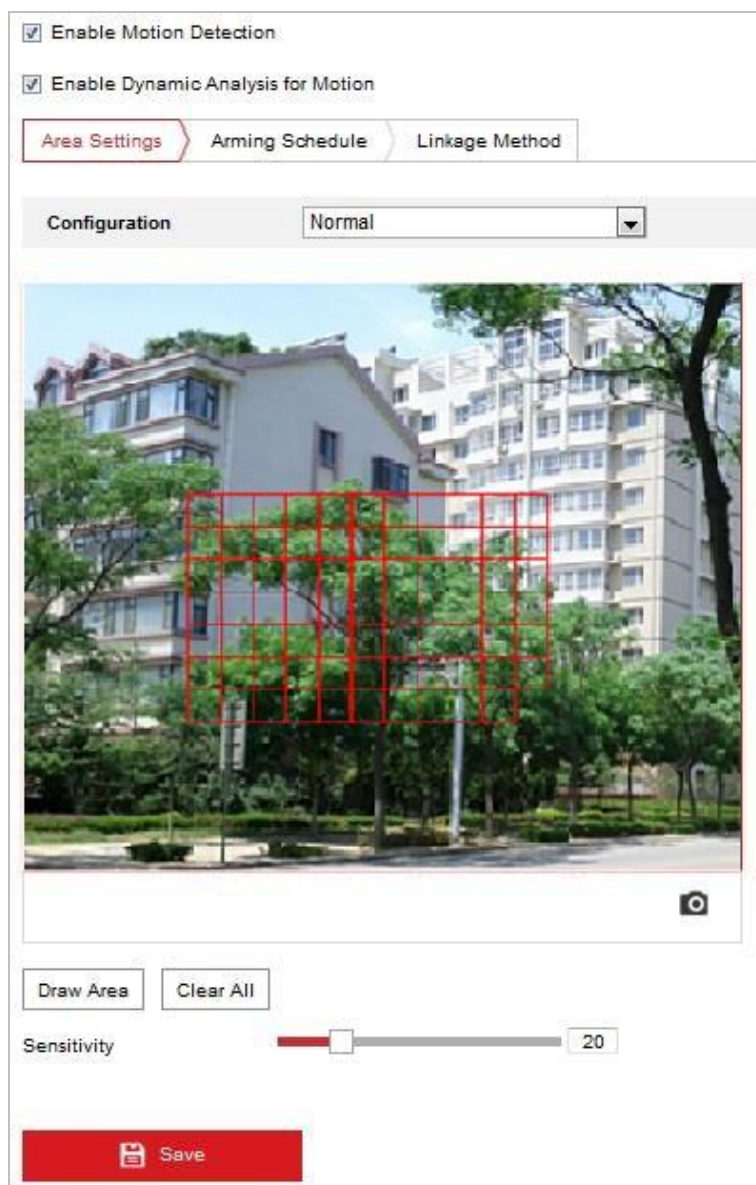 Enable Motion Detection
Enable Dynamic Analysis for Motion
Area Settings Arming Schedule Linkage Method
Configuration Normal
Draw Area Clear All
Sensitivity 20
Save